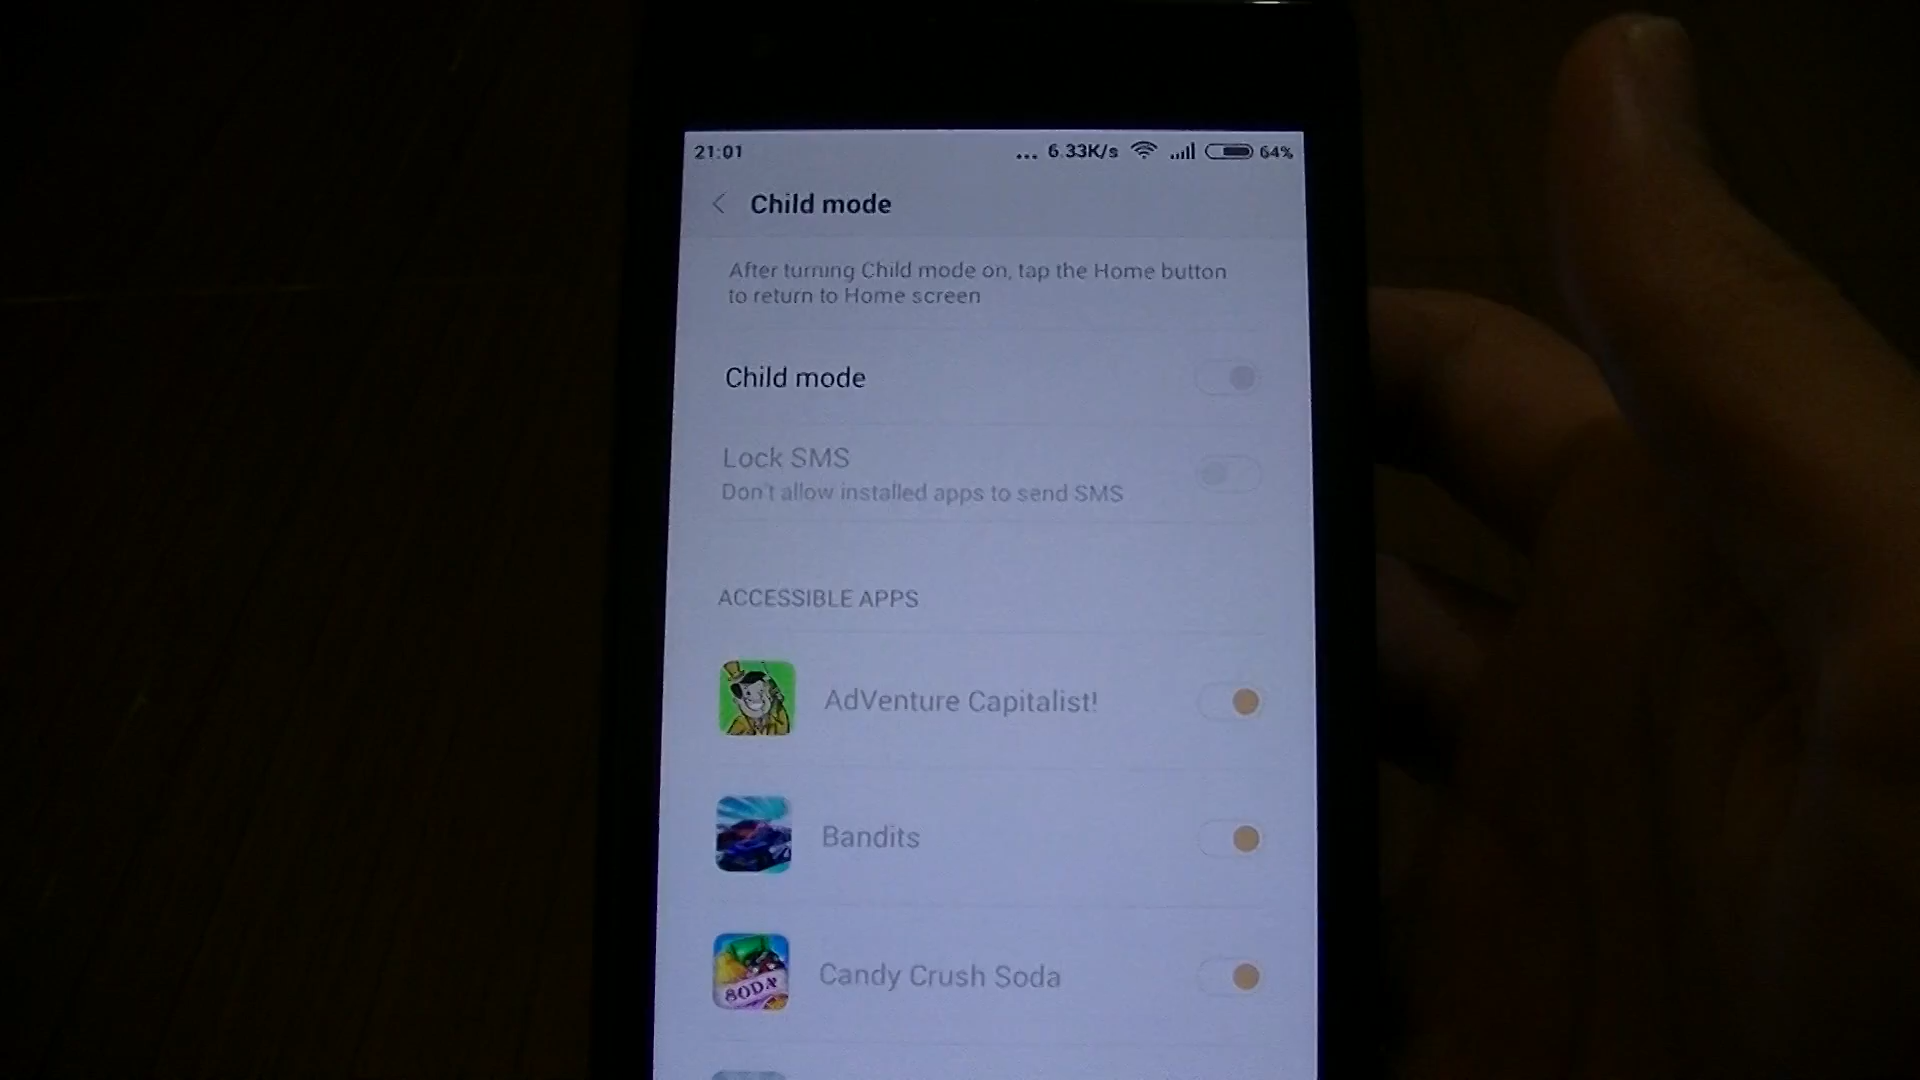 21:01 ... 6.33K/s 64%
Child mode
After turning Child mode on, tap the Home button
to return to Home screen
Child mode
Lock SMS
Don't allow installed apps to send SMS
ACCESSIBLE APPS
AdVenture Capitalist!
Bandits
SODA
Candy Crush Soda